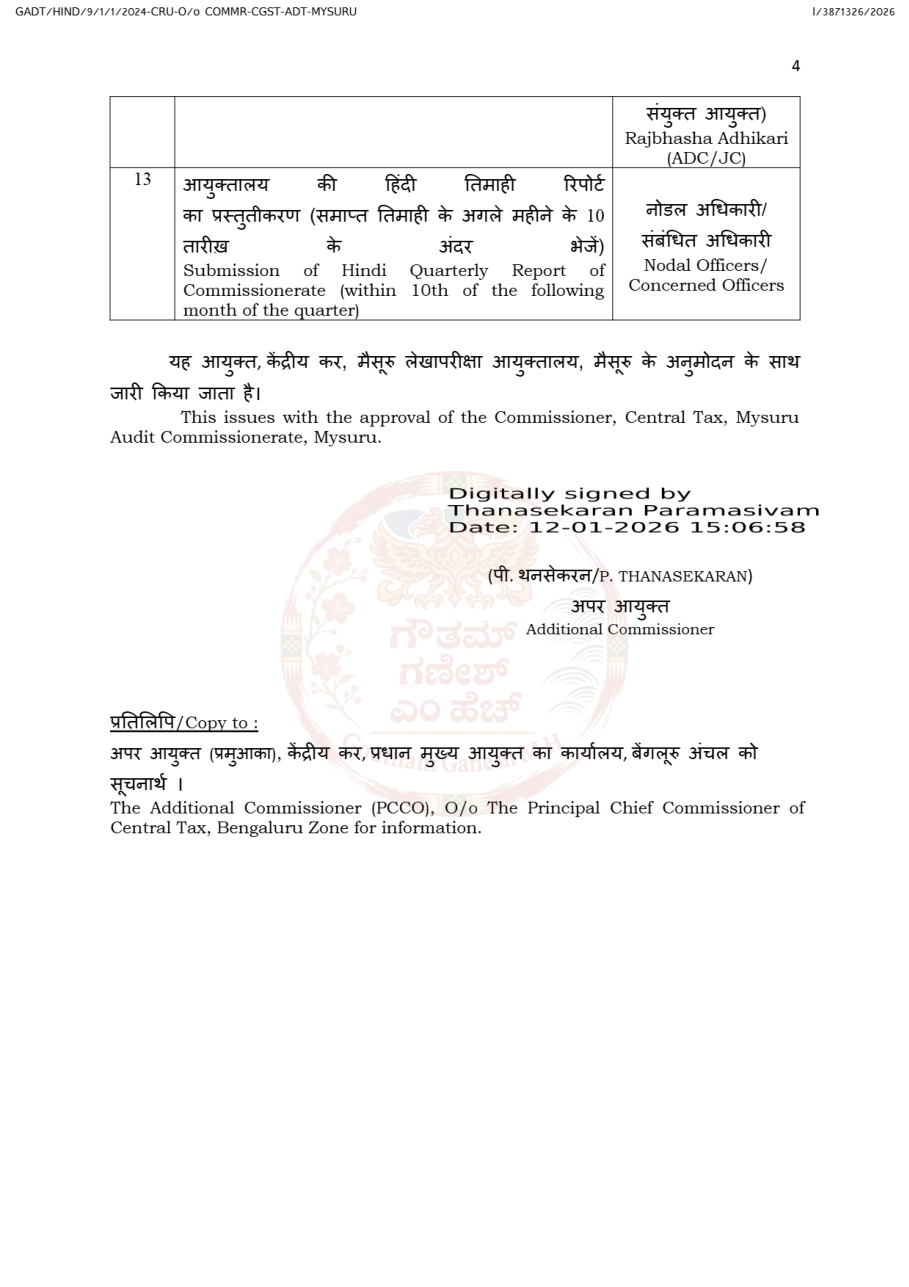 GADT/HIND/9/1/1/2024-CRU-O/o COMMR-CGST-ADT-MYSURU
I/3871326/2026
4
संयुक्त आयुक्त)
Rajbhasha Adhikari
(ADC/JC)
13
आयुक्तालय की हिंदी तिमाही रिपोर्ट
का प्रस्तुतीकरण (समाप्त तिमाही के अगले महीने के 10
तारीख़ के अंदर भेजें)
Submission of Hindi Quarterly Report of
Commissionerate (within 10th of the following
month of the quarter)
नोडल अधिकारी/
संबंधित अधिकारी
Nodal Officers/
Concerned Officers
यह आयुक्त, केंद्रीय कर, मैसूरु लेखापरीक्षा आयुक्तालय, मैसूरु के अनुमोदन के साथ
जारी किया जाता है।
This issues with the approval of the Commissioner, Central Tax, Mysuru
Audit Commissionerate, Mysuru.
Digitally signed by
Thanasekaran Paramasivam
Date: 12-01-2026 15:06:58
(पी. थनसेकरन/P. THANASEKARAN)
अपर आयुक्त
Additional Commissioner
ಗೌತಮ್
ಗಣೇಶ್
ಎಂ ಹೆಚ್
प्रतिलिपि/Copy to :
अपर आयुक्त (प्रमुआका), केंद्रीय कर, प्रधान मुख्य आयुक्त का कार्यालय, बेंगलूरु अंचल को
सूचनार्थ ।
The Additional Commissioner (PCCO), O/o The Principal Chief Commissioner of
Central Tax, Bengaluru Zone for information.